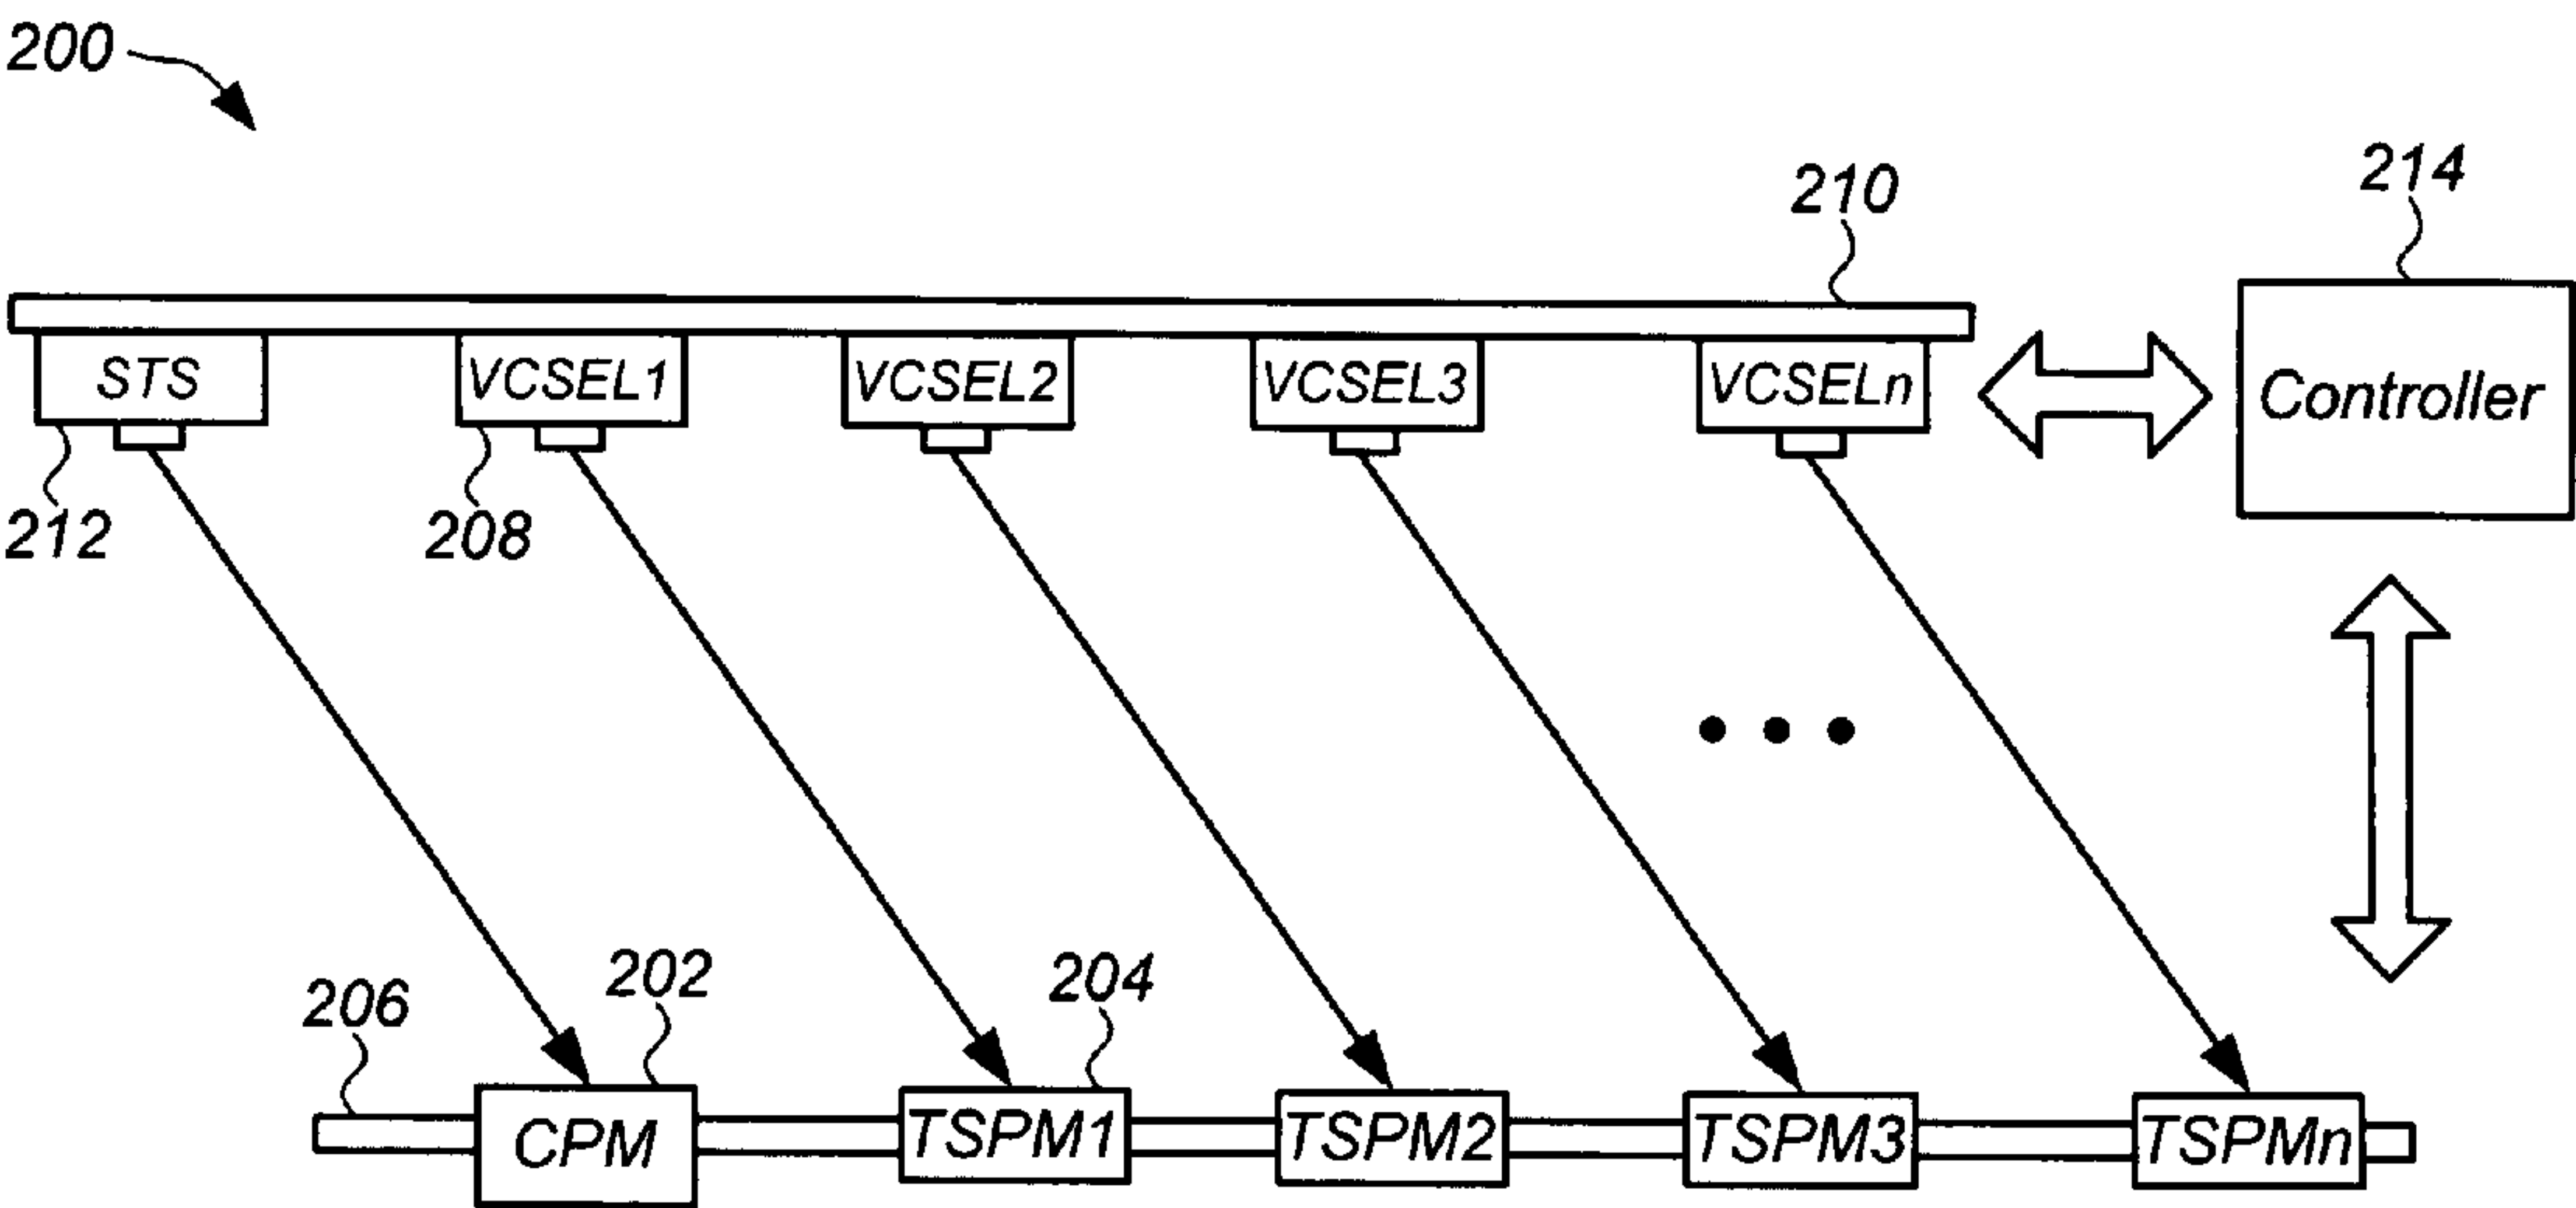 200
210
214
STS
VCSEL1
VCSEL2
VCSEL3
VCSELn
Controller
212
208
206
202
204
CPM
TSPM1
TSPM2
TSPM3
TSPMn